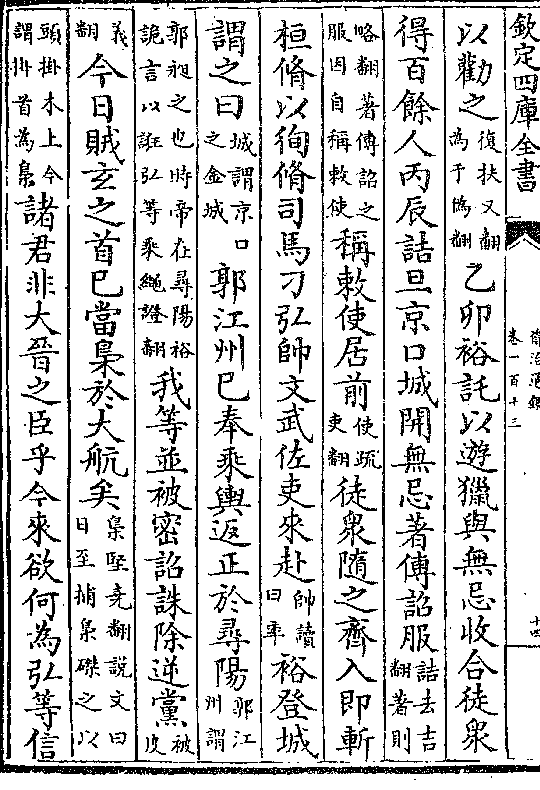 欽定四庫全書
資治通鑑
卷一百十三
十四
以勸之復扶又翻為于偽翻乙卯裕託以遊獵與無忌收合徒衆
得百餘人丙辰詰旦京口城開無忌著傳詔服詰去吉翻著則
略翻著傳詔之服因自稱敕使稱敕使居前使疏吏翻徒衆隨之齊入即斬
桓脩以徇脩司馬刁弘帥文武佐吏來赴帥讀曰率裕登城
謂之曰城謂京口之金城郭江州已奉乘輿返正於尋陽郭江州謂
郭昶之也時帝在尋陽裕詭言以誑弘等乘繩證翻我等並被密詔誅除逆黨被皮
義翻今日賊玄之首已當梟於大航矣梟堅堯翻説文曰日至捕梟磔之以
頭掛木上今謂掛首為梟諸君非大晉之臣乎今來欲何為弘等信